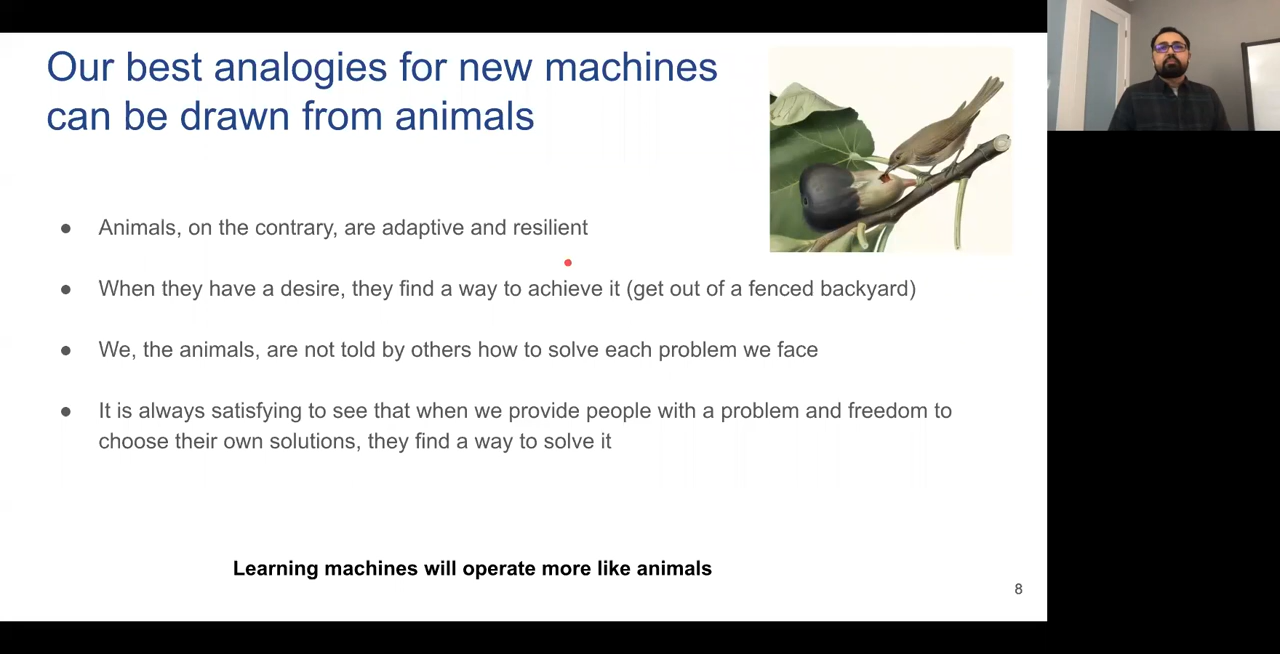 Our best analogies for new machines
can be drawn from animals
● Animals, on the contrary, are adaptive and resilient
● When they have a desire, they find a way to achieve it (get out of a fenced backyard)
● We, the animals, are not told by others how to solve each problem we face
● It is always satisfying to see that when we provide people with a problem and freedom to
choose their own solutions, they find a way to solve it
Learning machines will operate more like animals
8